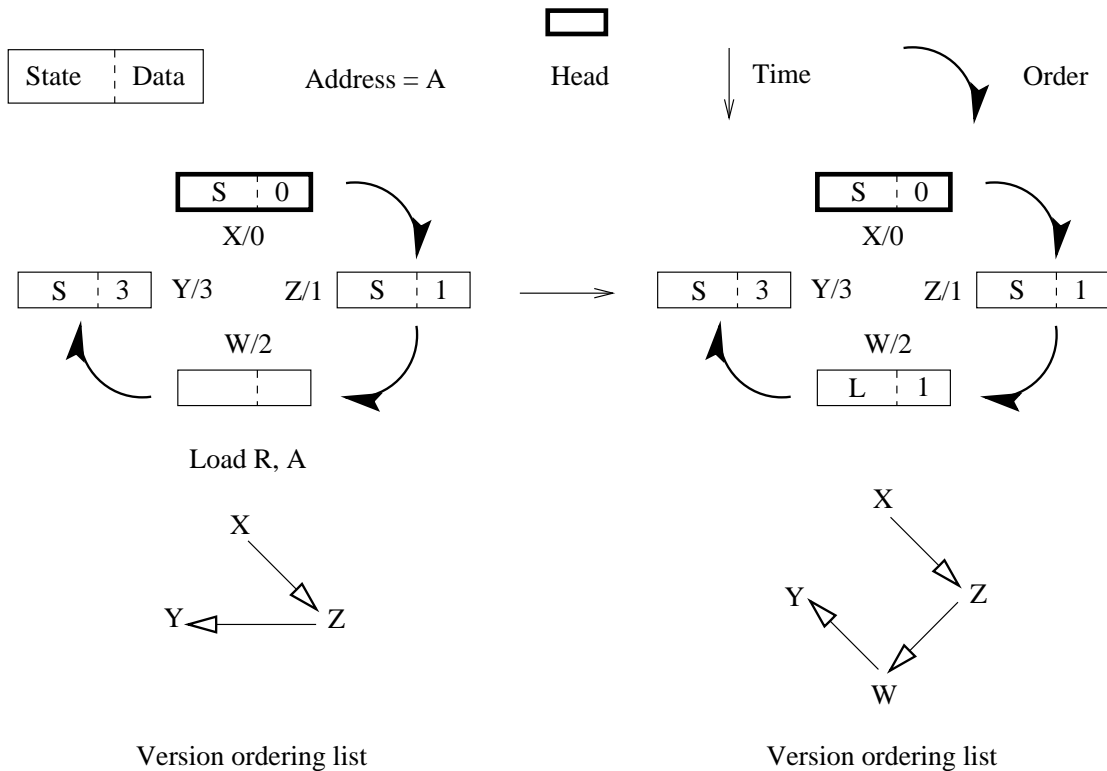 State Data
Address = A
Head
Time
Order
S 0
X/0
S 3
Y/3
Z/1
S 1
W/2
Load R, A
X
Y
Z
Version ordering list
S 0
X/0
S 3
Y/3
Z/1
S 1
W/2
L 1
X
Y
Z
W
Version ordering list